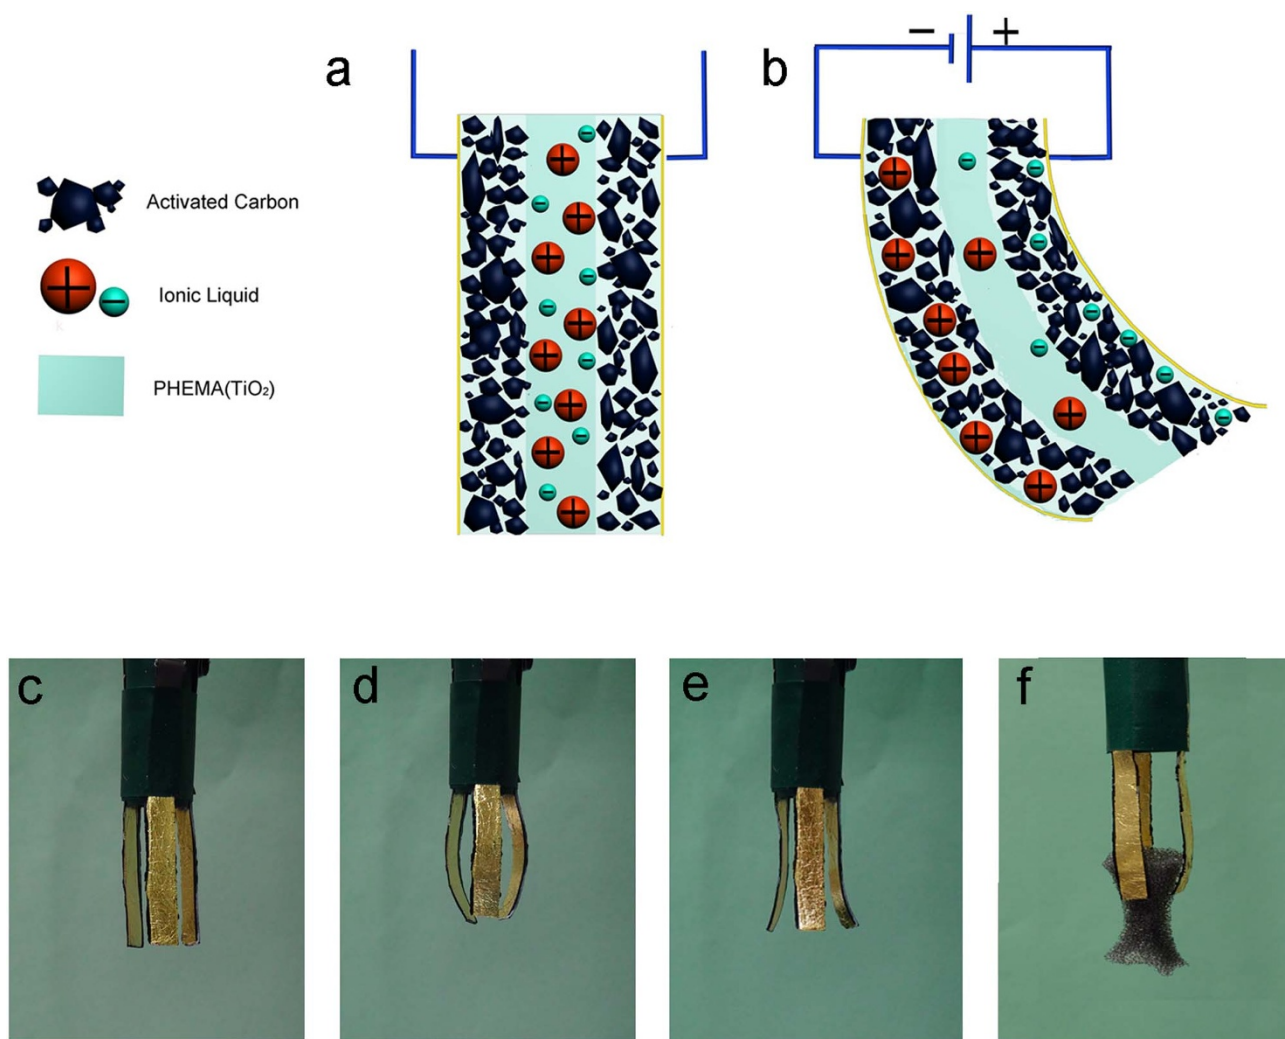 a
b
− +
Activated Carbon
Ionic Liquid
PHEMA(TiO₂)
c
d
e
f